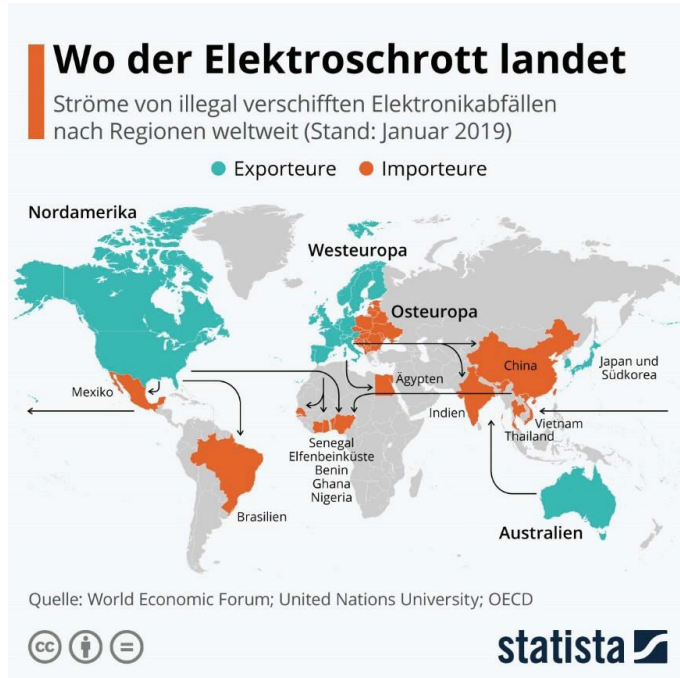 Wo der Elektroschrott landet
Ströme von illegal verschifften Elektronikabfällen
nach Regionen weltweit (Stand: Januar 2019)
Exporteure Importeure
Nordamerika
Westeuropa
Osteuropa
China
Japan und
Südkorea
Mexiko
Ägypten
Indien
Vietnam
Thailand
Senegal
Elfenbeinküste
Benin
Ghana
Nigeria
Brasilien
Australien
Quelle: World Economic Forum; United Nations University; OECD
cc
statista